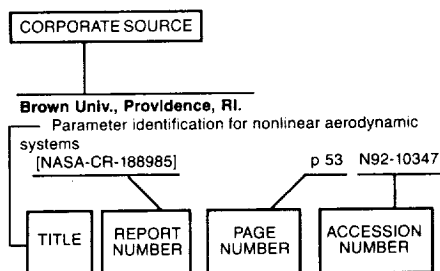 CORPORATE SOURCE
Brown Univ., Providence, RI.
Parameter identification for nonlinear aerodynamic
systems
[NASA-CR-188985] p 53 N92-10347
TITLE
REPORT NUMBER
PAGE NUMBER
ACCESSION NUMBER